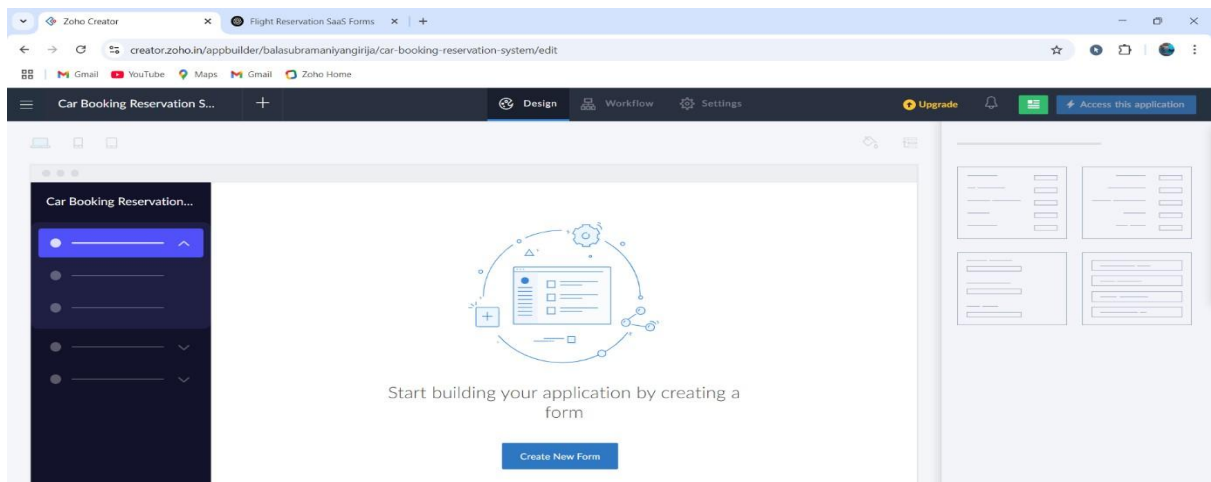 Zoho Creator
Flight Reservation SaaS Forms
creator.zoho.in/appbuilder/balasubramaniyangirija/car-booking-reservation-system/edit
Gmail YouTube Maps Gmail Zoho Home
Car Booking Reservation S... Design Workflow Settings Upgrade Access this application
Car Booking Reservation...
Start building your application by creating a
form
Create New Form